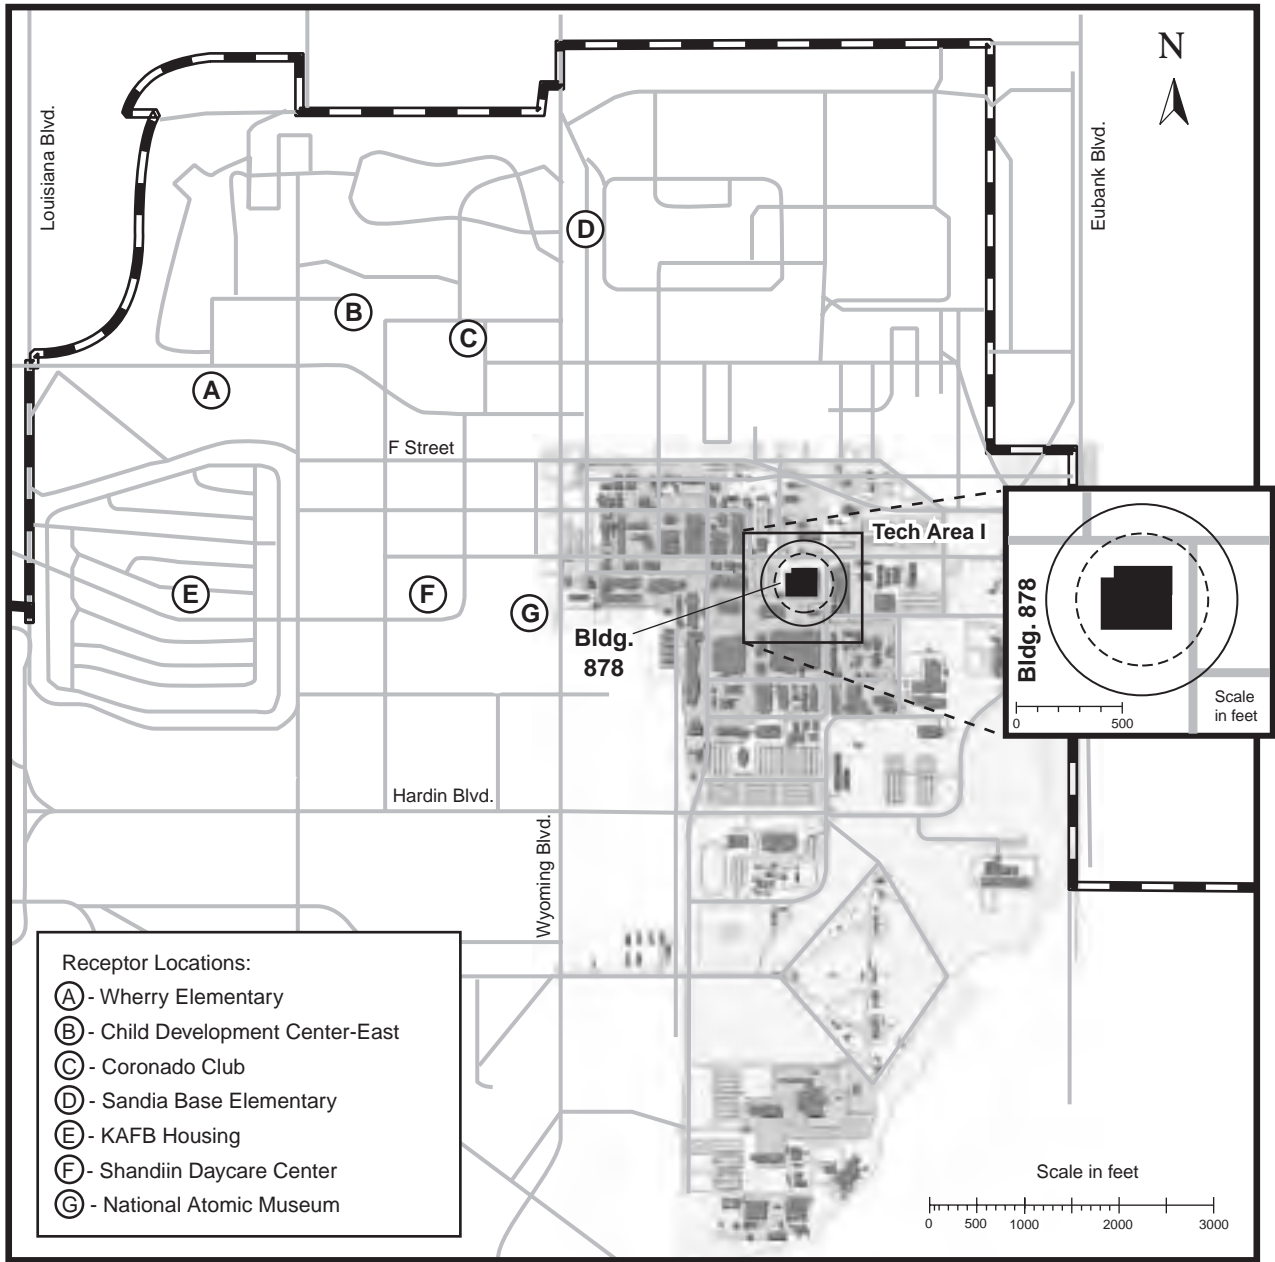 N
Louisiana Blvd.
Eubank Blvd.
D
B
C
A
F Street
Tech Area I
E
F
G
Bldg.
878
Bldg. 878
Scale
in feet
0 500
Hardin Blvd.
Wyoming Blvd.
Receptor Locations:
A - Wherry Elementary
B - Child Development Center-East
C - Coronado Club
D - Sandia Base Elementary
E - KAFB Housing
F - Shandiin Daycare Center
G - National Atomic Museum
Scale in feet
0 500 1000 2000 3000